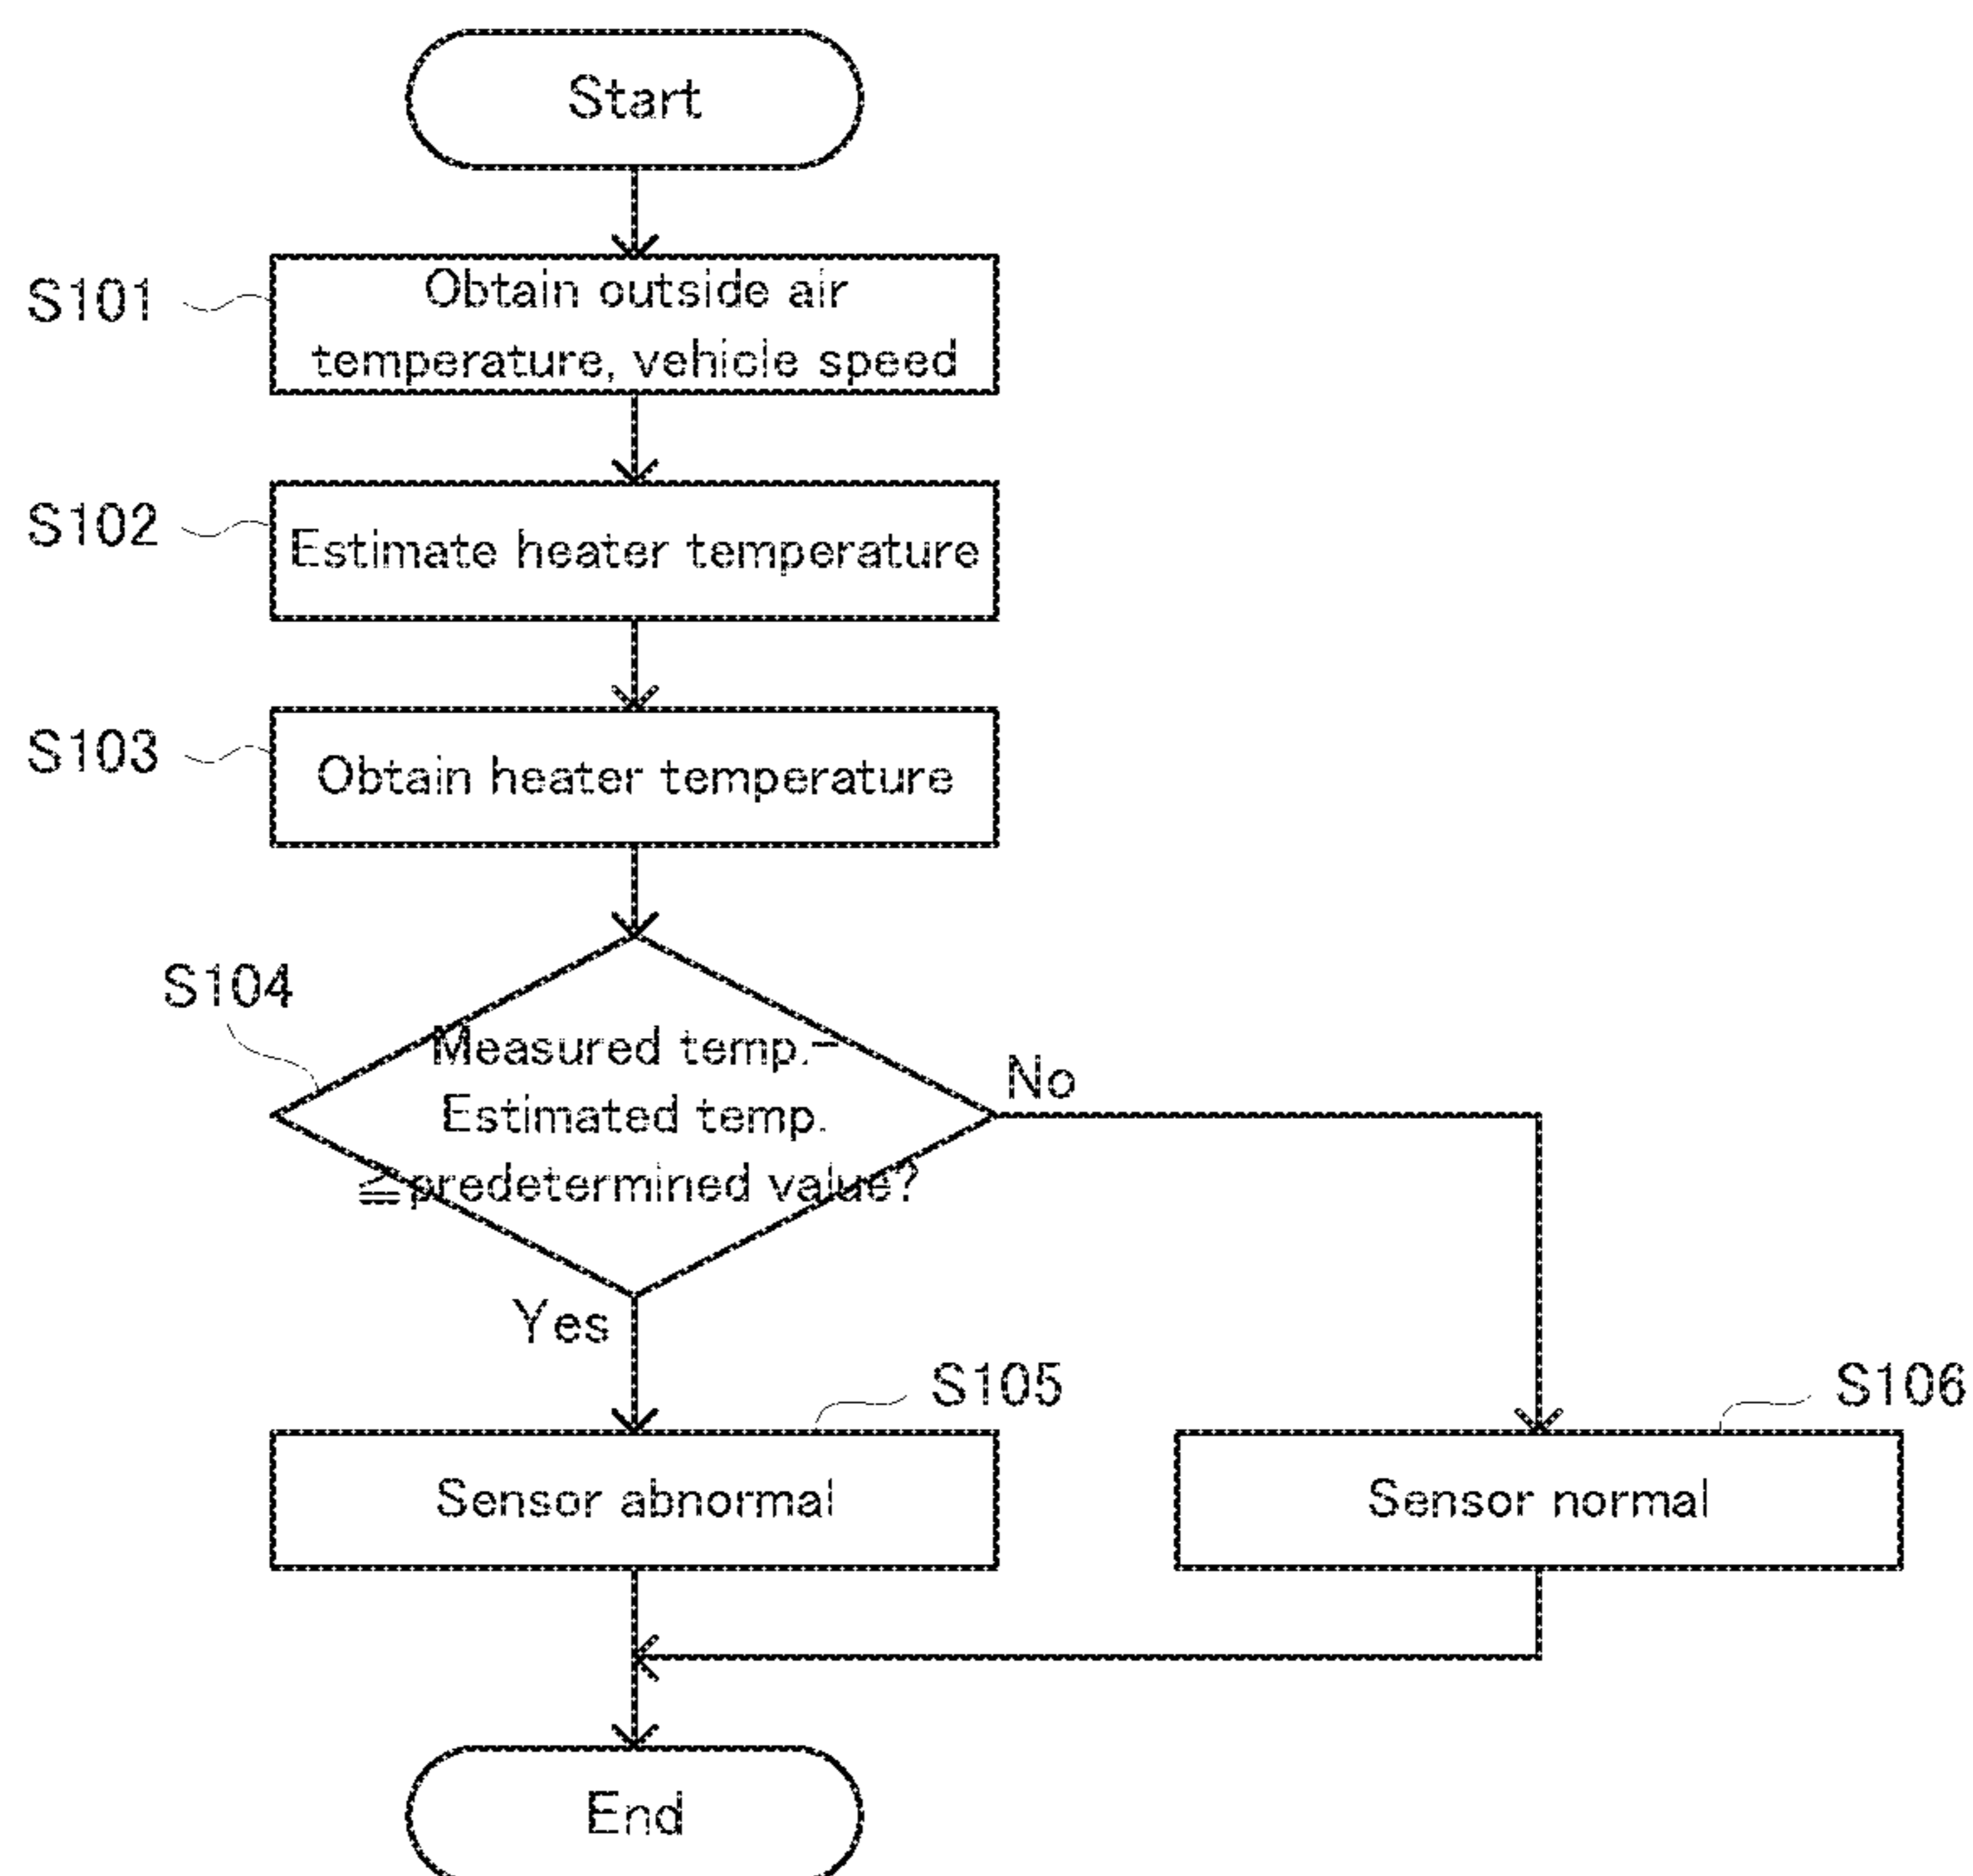 Start
S101
Obtain outside air
temperature, vehicle speed
S102
Estimate heater temperature
S103
Obtain heater temperature
S104
Measured temp.-
Estimated temp.
≧predetermined value?
No
Yes
S105
S106
Sensor abnormal
Sensor normal
End